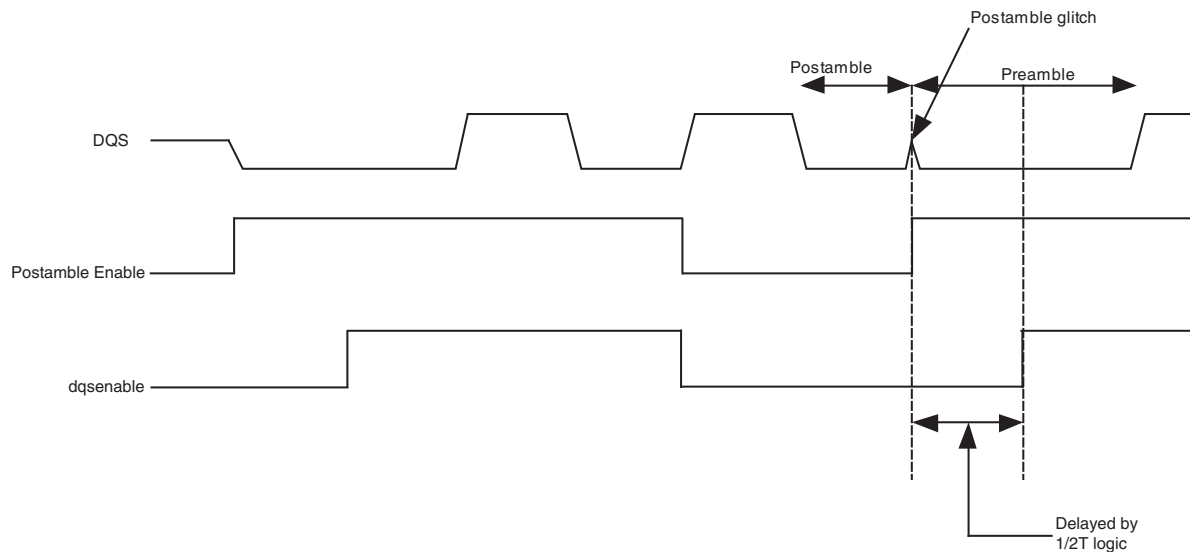 Postamble glitch
Postamble
Preamble
DQS
Postamble Enable
dqsenable
Delayed by
1/2T logic